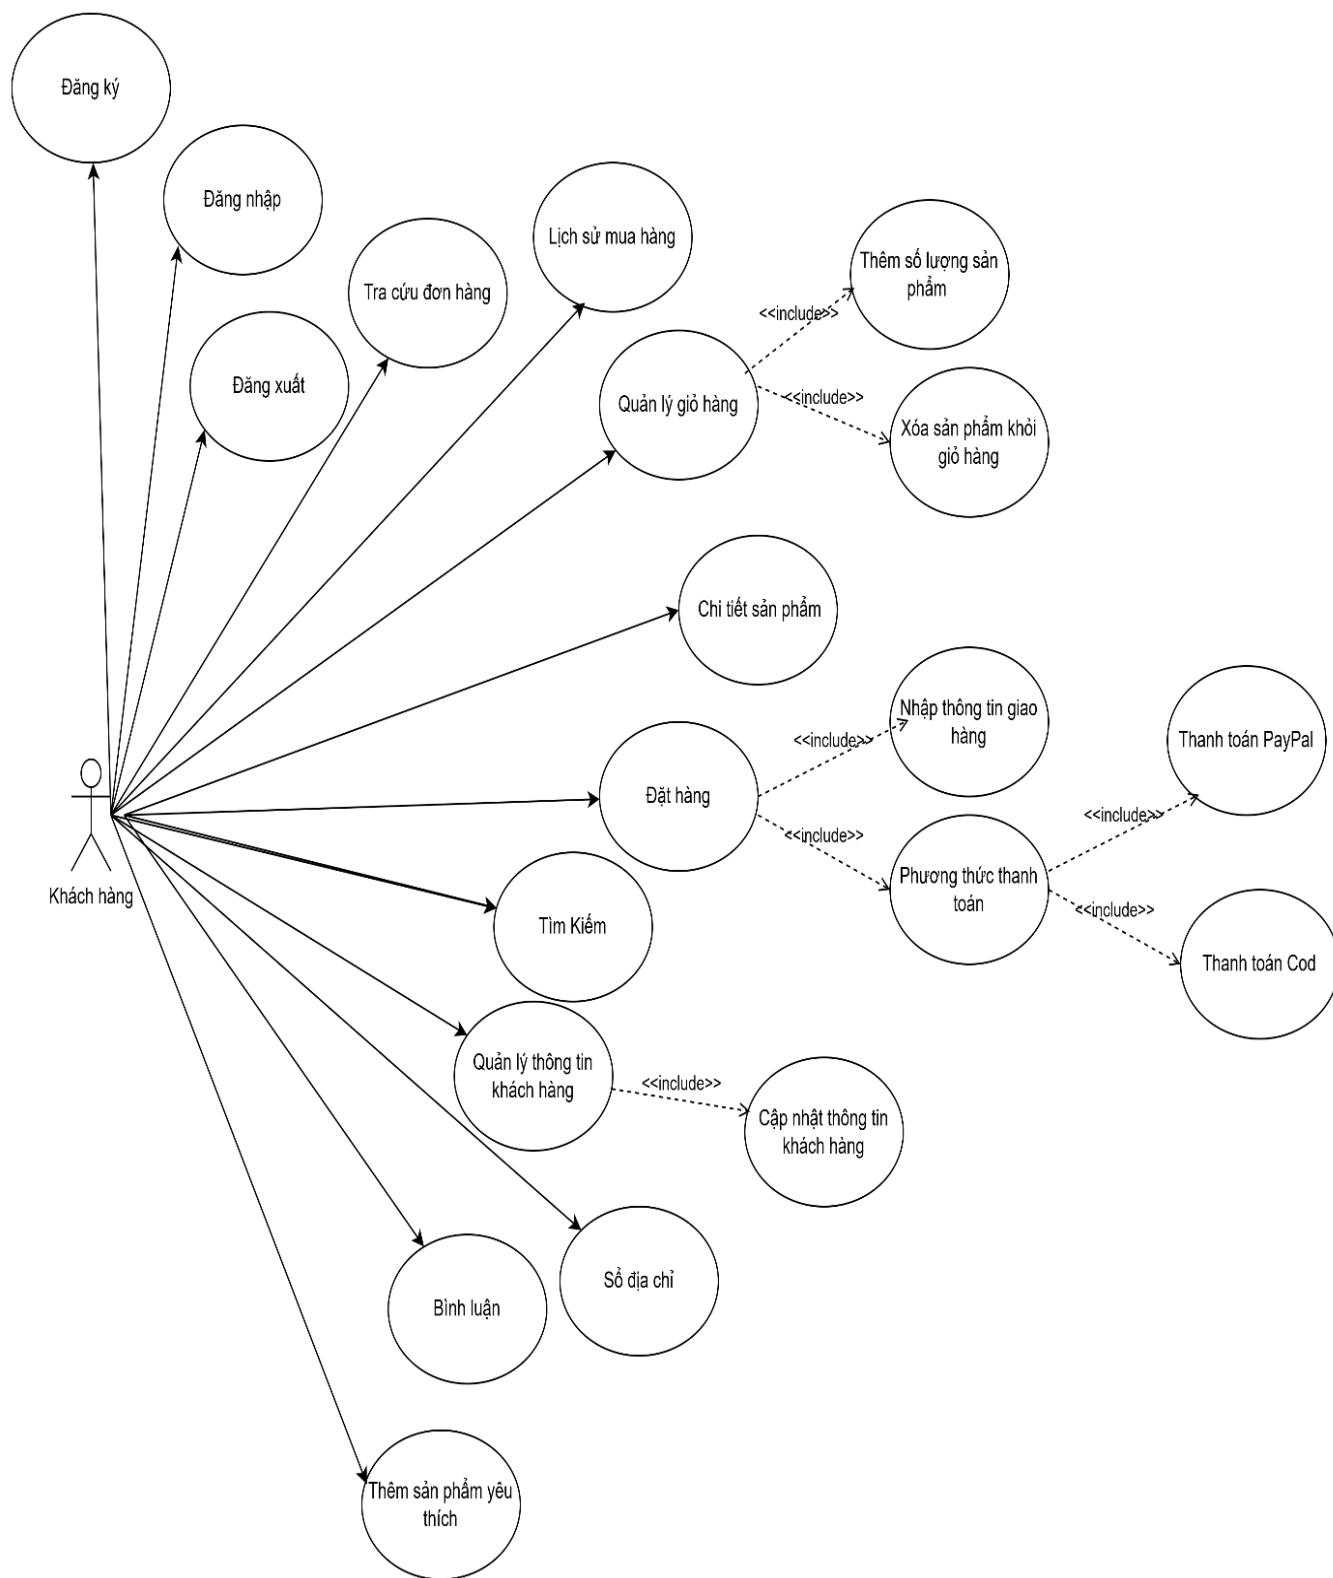 Đăng ký
Đăng nhập
Lịch sử mua hàng
Thêm số lượng sản
phẩm
Tra cứu đơn hàng
<<include>>
Đăng xuất
Quản lý giỏ hàng
<<include>>
Xóa sản phẩm khỏi
giỏ hàng
Chi tiết sản phẩm
Nhập thông tin giao
hàng
<<include>>
Thanh toán PayPal
Đặt hàng
<<include>>
<<include>>
Khách hàng
Phương thức thanh
toán
<<include>>
Tìm Kiếm
Thanh toán Cod
Quản lý thông tin
khách hàng
<<include>>
Cập nhật thông tin
khách hàng
Sổ địa chỉ
Bình luận
Thêm sản phẩm yêu
thích